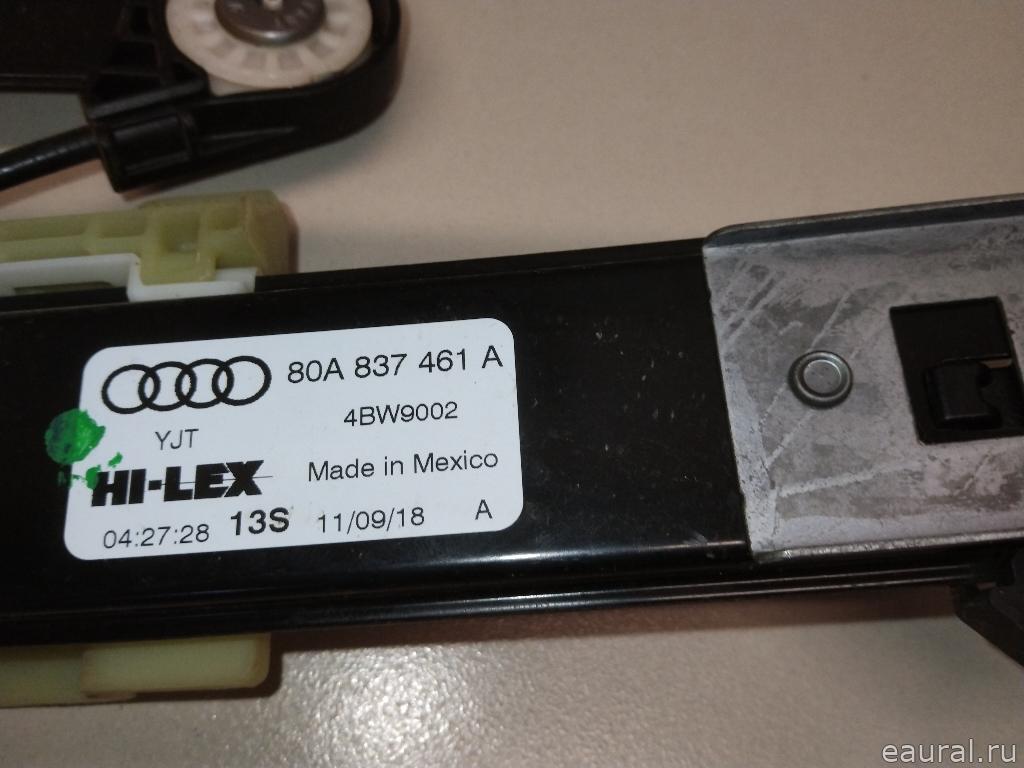 80A 837 461 A
4BW9002
YJT
HI-LEX
Made in Mexico
04:27:28 13S 11/09/18 A
eaural.ru